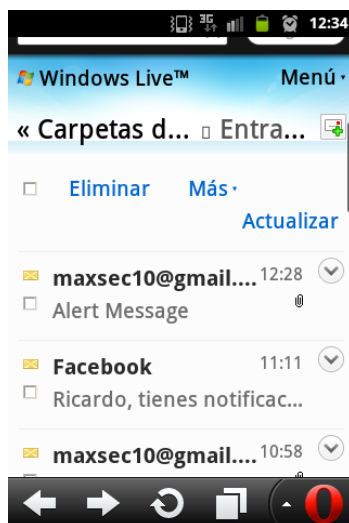 3G 12:34
Windows Live™ Menú
« Carpetas d... Entra...
Eliminar Más
Actualizar
maxsec10@gmail.... 12:28
Alert Message
Facebook 11:11
Ricardo, tienes notificac...
maxsec10@gmail.... 10:58